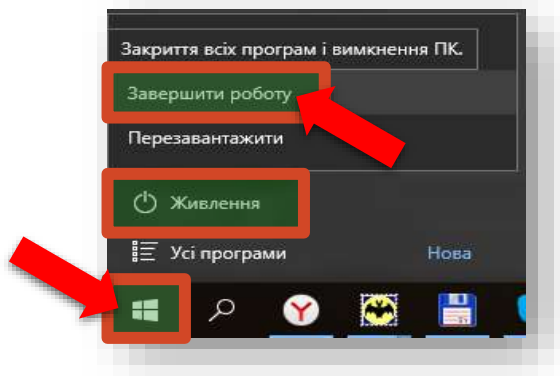 Закриття всіх програм і вимкнення ПК.
Завершити роботу
Перезавантажити
Живлення
Усі програми Нова